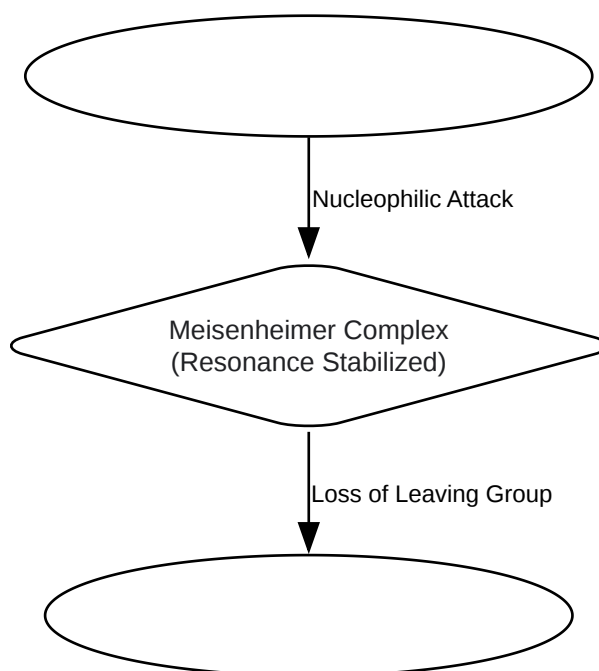 Nucleophilic Attack
Meisenheimer Complex
(Resonance Stabilized)
Loss of Leaving Group